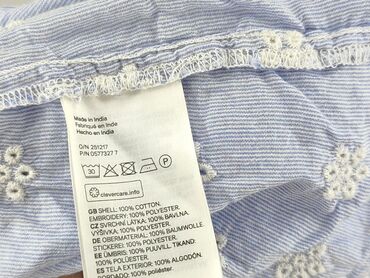 Made in India
Fabriqué en Inde
Hecho en India
O/N 251217
P/N 0577327 7
30
P
clevercare.info
GB SHELL: 100% COTTON.
EMBROIDERY: 100% POLYESTER.
CZ SVRCHNÍ LÁTKA: 100% BAVLNA.
VÝŠIVKA: 100% POLYESTER.
DE OBERMATERIAL: 100% BAUMWOLLE.
STICKEREI: 100% POLYESTER.
EE ÜMBRIS: 100% PUUVILL. TIKAND:
100% POLÜESTER.
ES TELA EXTERIOR: 100% ALGODÓN.
BORDADO: 100% POLIÉSTER.